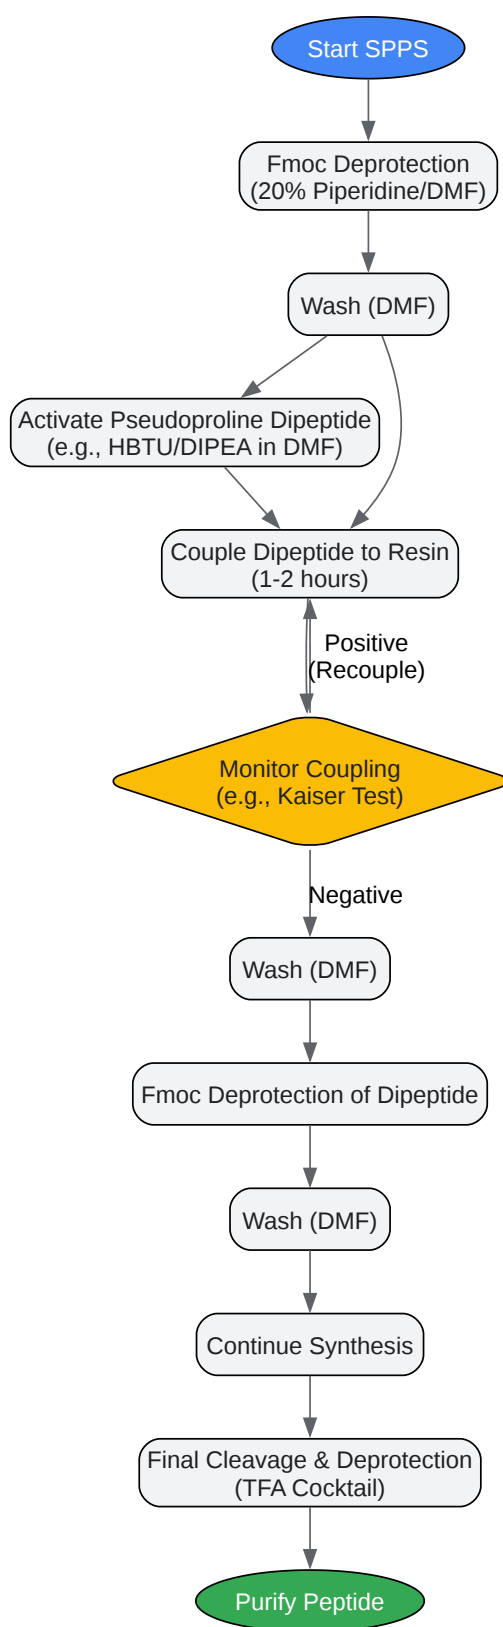 Start SPPS
Fmoc Deprotection
(20% Piperidine/DMF)
Wash (DMF)
Activate Pseudoproline Dipeptide
(e.g., HBTU/DIPEA in DMF)
Couple Dipeptide to Resin
(1-2 hours)
Positive
(Recouple)
Monitor Coupling
(e.g., Kaiser Test)
Negative
Wash (DMF)
Fmoc Deprotection of Dipeptide
Wash (DMF)
Continue Synthesis
Final Cleavage & Deprotection
(TFA Cocktail)
Purify Peptide